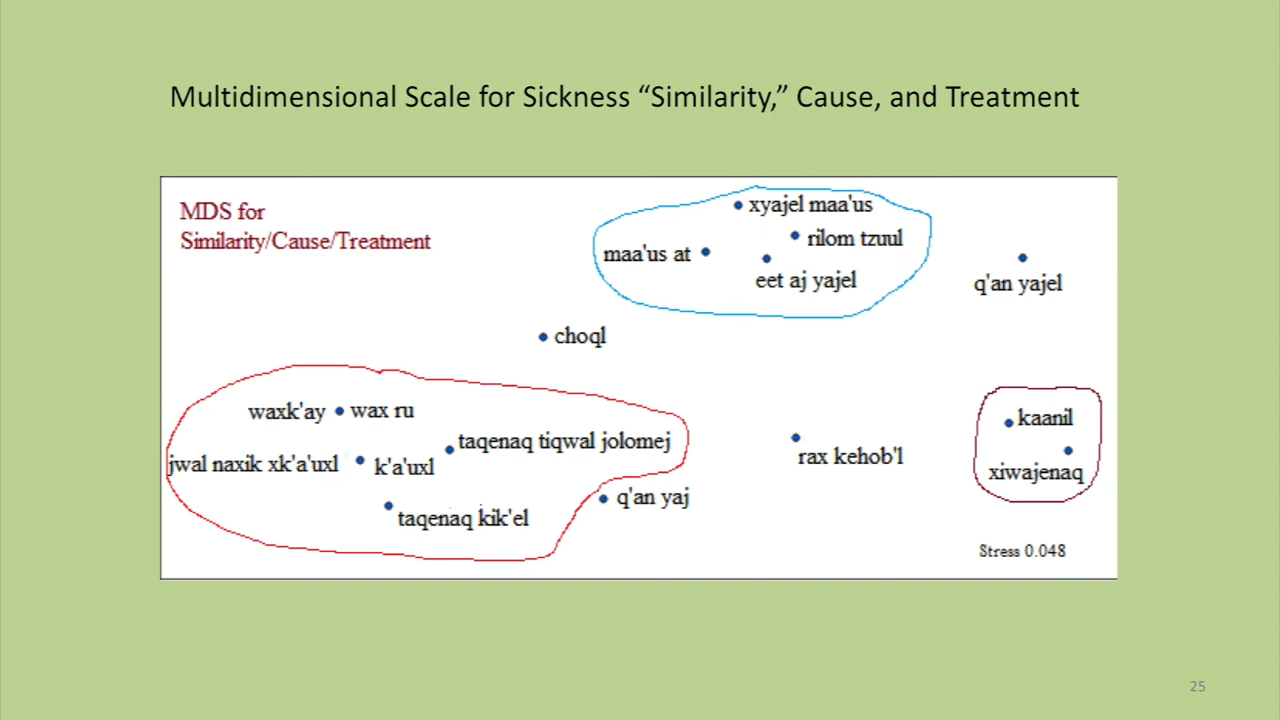 Multidimensional Scale for Sickness “Similarity,” Cause, and Treatment
MDS for
Similarity/Cause/Treatment
xyajel maa'us
rilom tzuul
maa'us at
eet aj yajel
q'an yajel
choql
waxk'ay
wax ru
kaanil
taqenaq tiqwal jolomej
rax kehob'l
jwal naxik xk'a'uxl
k'a'uxl
xiwajenaq
q'an yaj
taqenaq kik'el
Stress 0.048
25